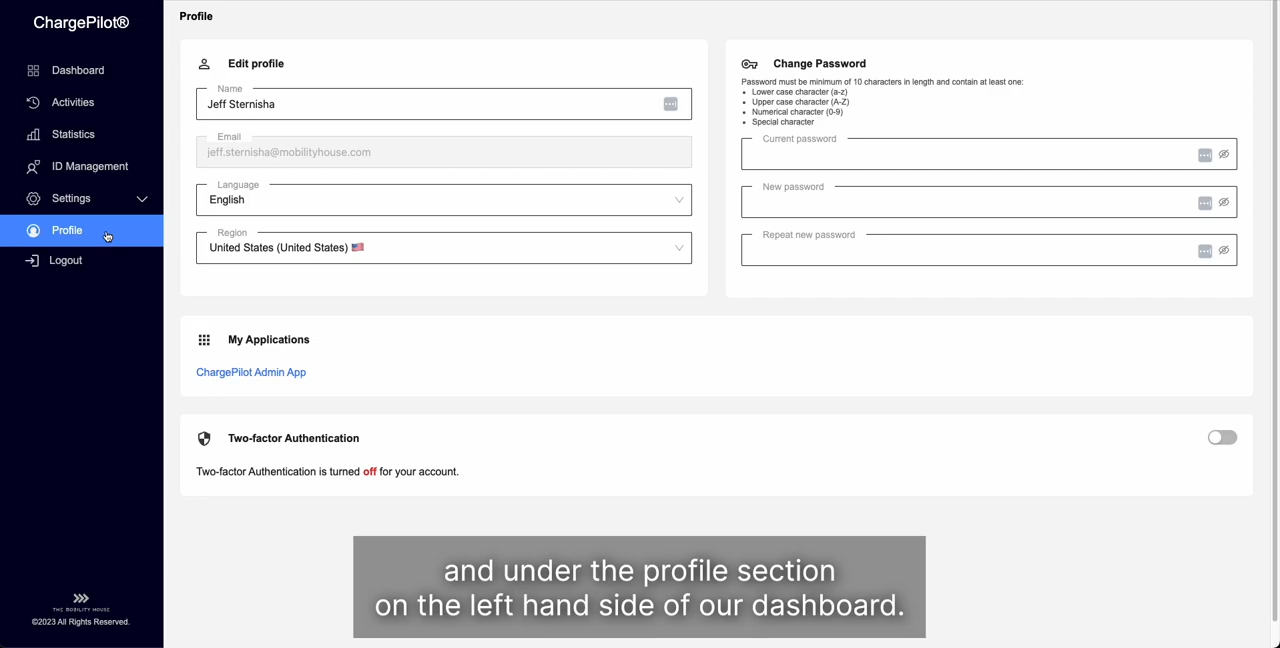 ChargePilot®
Dashboard
Activities
Statistics
ID Management
Settings
Profile
Logout
THE MOBILITY HOUSE
©2023 All Rights Reserved.
Profile
Edit profile
Name
Jeff Sternisha
Email
jeff.sternisha@mobilityhouse.com
Language
English
Region
United States (United States) 🇺🇸
Change Password
Password must be minimum of 10 characters in length and contain at least one:
• Lower case character (a-z)
• Upper case character (A-Z)
• Numerical character (0-9)
• Special character
Current password
New password
Repeat new password
My Applications
ChargePilot Admin App
Two-factor Authentication
Two-factor Authentication is turned off for your account.
and under the profile section
on the left hand side of our dashboard.